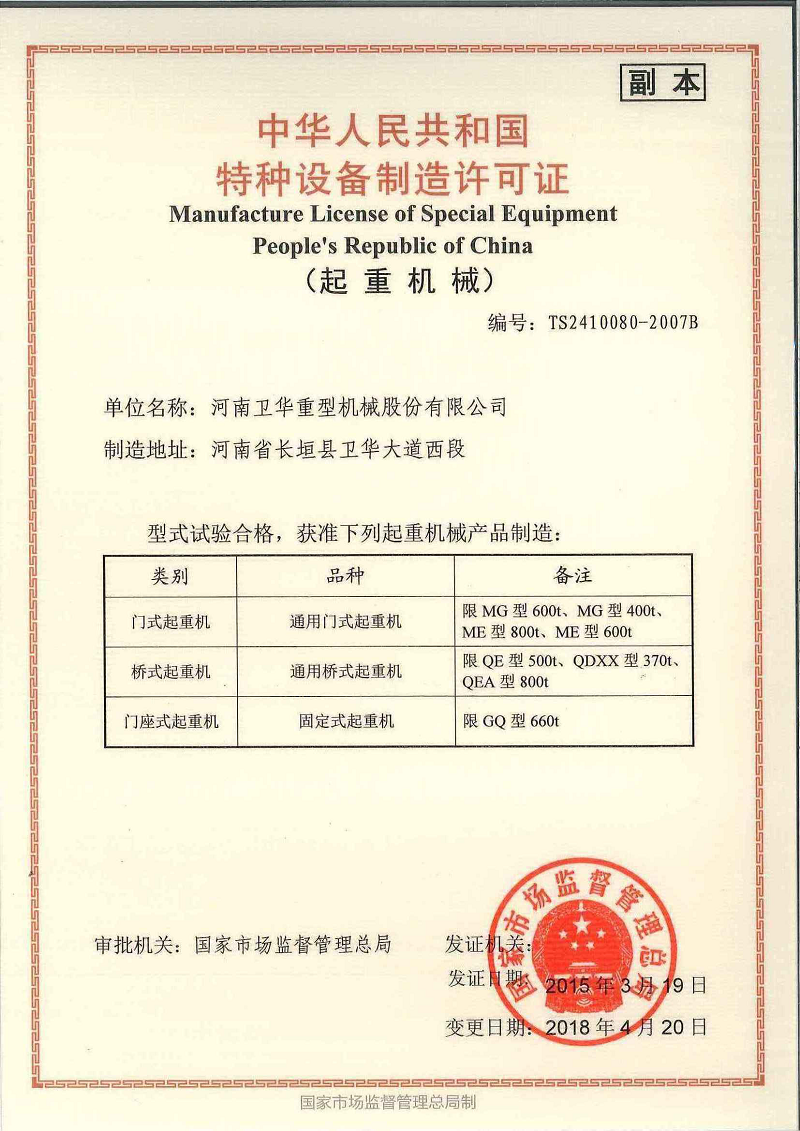 副 本
中华人民共和国
特种设备制造许可证
Manufacture License of Special Equipment
People's Republic of China
（起 重 机 械）
编号：TS2410080-2007B
单位名称：河南卫华重型机械股份有限公司
制造地址：河南省长垣县卫华大道西段
型式试验合格，获准下列起重机械产品制造：
类别 品种 备注
门式起重机 通用门式起重机 限 MG 型 600t、MG 型 400t、
ME 型 800t、ME 型 600t
桥式起重机 通用桥式起重机 限 QE 型 500t、QDXX 型 370t、
QEA 型 800t
门座式起重机 固定式起重机 限 GQ 型 660t
国家市场监督管理总局
审批机关：国家市场监督管理总局 发证机关：
发证日期：2015 年 3 月 19 日
变更日期：2018 年 4 月 20 日
国家市场监督管理总局制